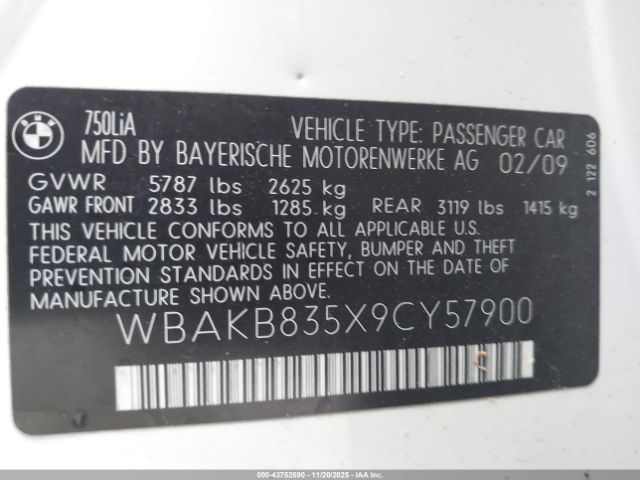 BMW
750LiA
VEHICLE TYPE: PASSENGER CAR
MFD BY BAYERISCHE MOTORENWERKE AG 02/09
GVWR 5787 lbs 2625 kg
GAWR FRONT 2833 lbs 1285 kg REAR 3119 lbs 1415 kg
THIS VEHICLE CONFORMS TO ALL APPLICABLE U.S.
FEDERAL MOTOR VEHICLE SAFETY, BUMPER AND THEFT
PREVENTION STANDARDS IN EFFECT ON THE DATE OF
MANUFACTURE SHOWN ABOVE.
WBAKB835X9CY57900
2 122 606
000-43752590 - 11/20/2025 - IAAI.COM